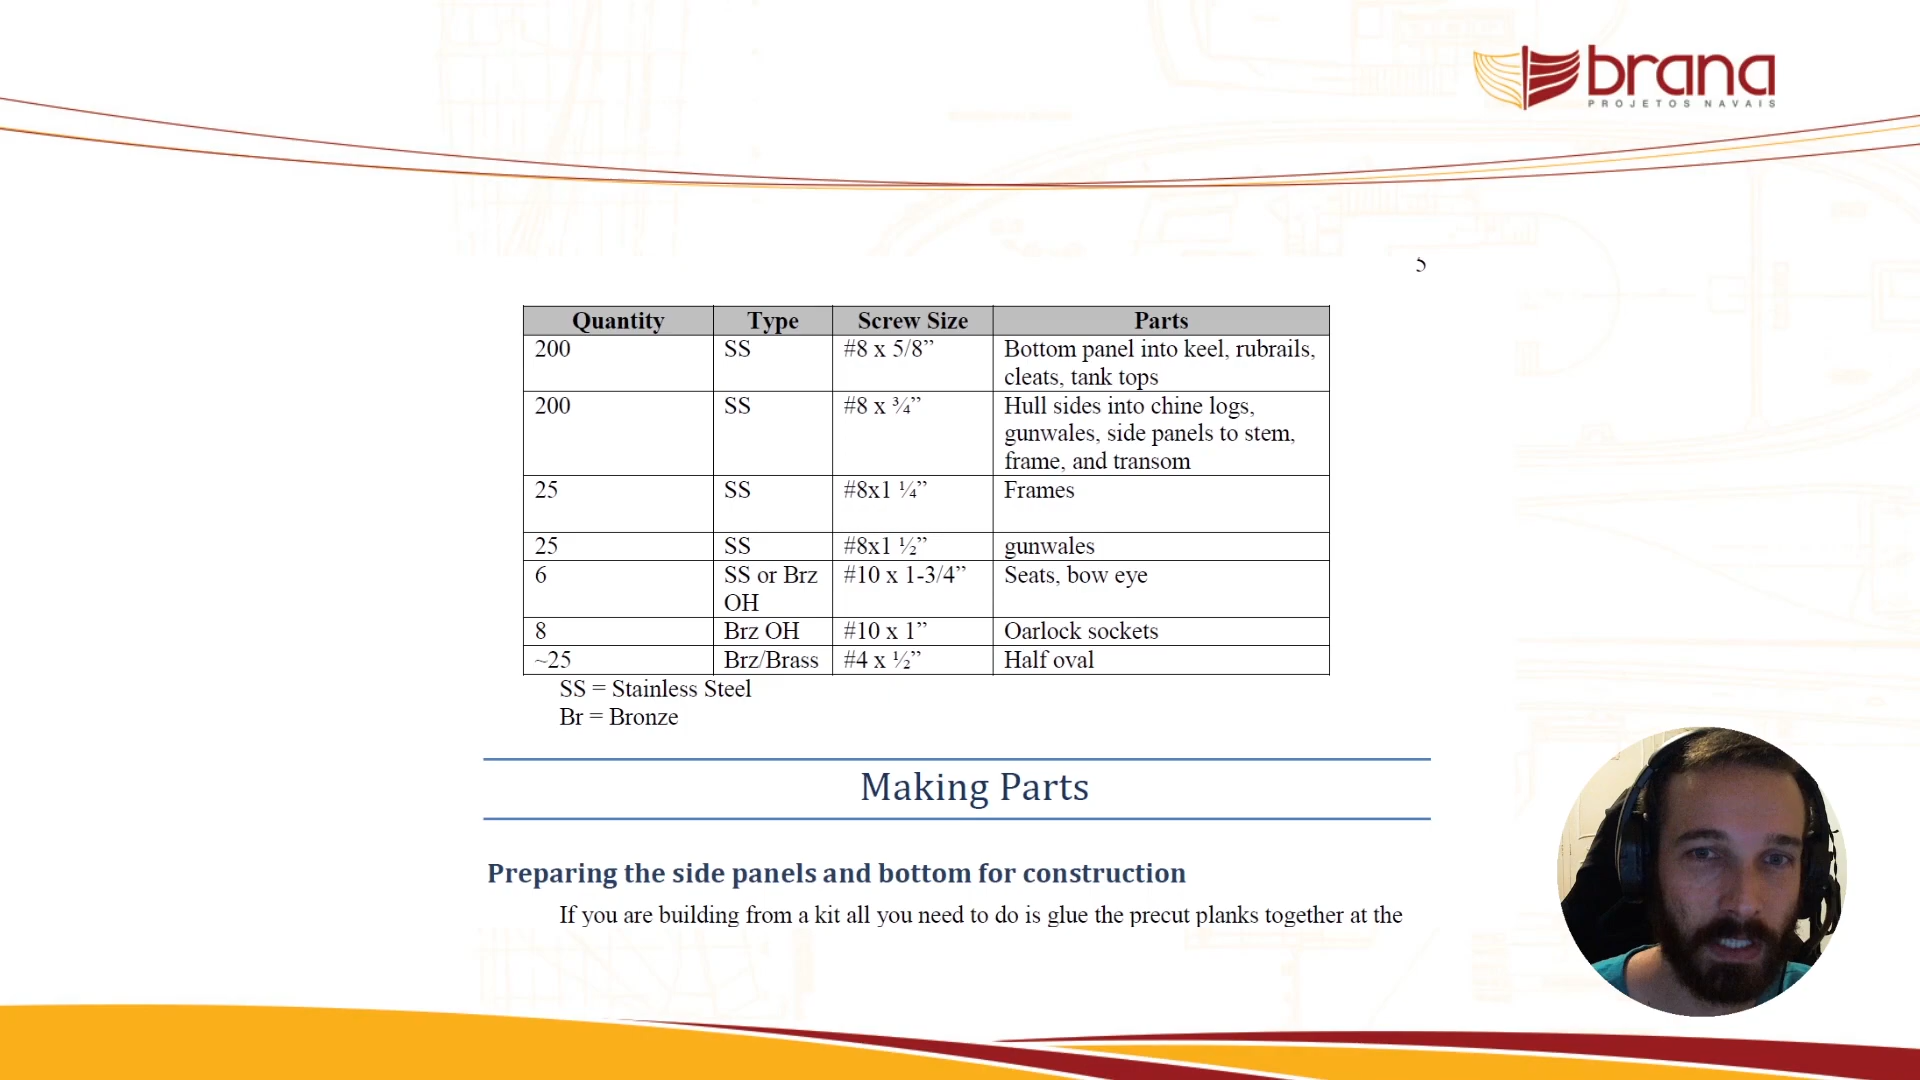 brana
PROJETOS NAVAIS
5
Quantity Type Screw Size Parts
200 SS #8 x 5/8” Bottom panel into keel, rubrails,
cleats, tank tops
200 SS #8 x ¾” Hull sides into chine logs,
gunwales, side panels to stem,
frame, and transom
25 SS #8x1 ¼” Frames
25 SS #8x1 ½” gunwales
6 SS or Brz #10 x 1-3/4” Seats, bow eye
OH
8 Brz OH #10 x 1” Oarlock sockets
~25 Brz/Brass #4 x ½” Half oval
SS = Stainless Steel
Br = Bronze
Making Parts
Preparing the side panels and bottom for construction
If you are building from a kit all you need to do is glue the precut planks together at the